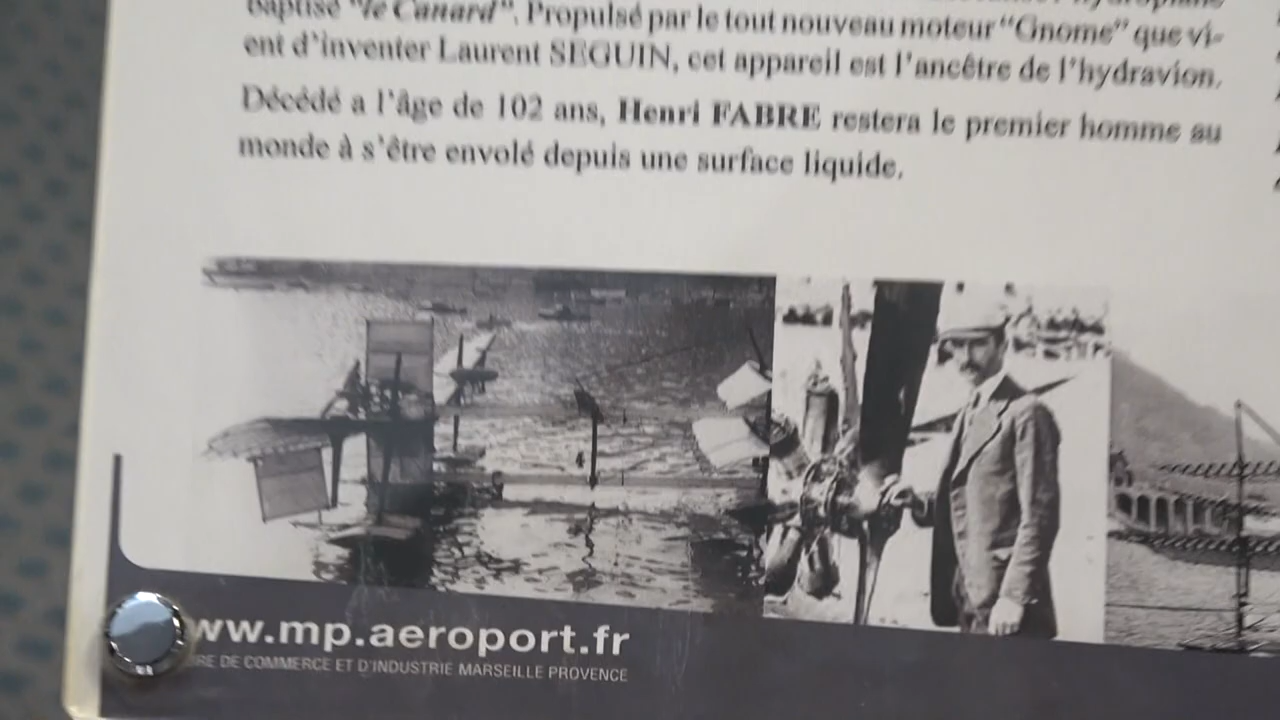 baptisé "le Canard". Propulsé par le tout nouveau moteur "Gnome" que vi-
ent d'inventer Laurent SEGUIN, cet appareil est l'ancêtre de l'hydravion.
Décédé a l'âge de 102 ans, Henri FABRE restera le premier homme au
monde à s'être envolé depuis une surface liquide.
www.mp.aeroport.fr
RE DE COMMERCE ET D'INDUSTRIE MARSEILLE PROVENCE